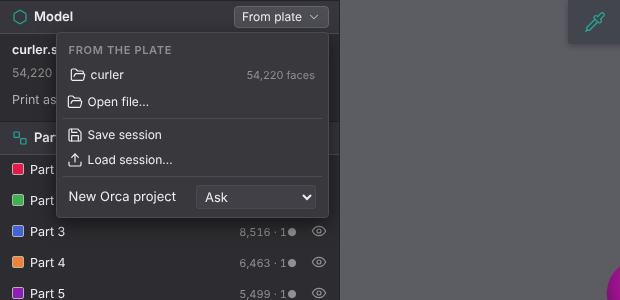 Model
From plate
curler.s
FROM THE PLATE
54,220
curler 54,220 faces
Print as
Open file...
Par
Save session
Load session...
Part
New Orca project Ask
Part
Part 3 8,516 · 1
Part 4 6,463 · 1
Part 5 5,499 · 1